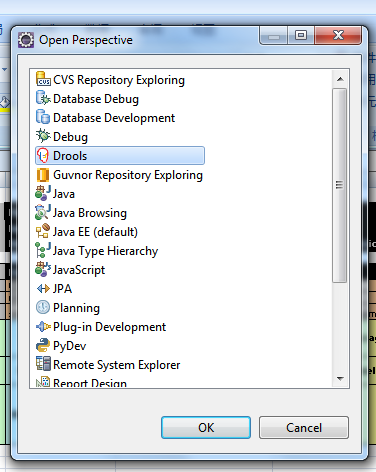 Open Perspective
CVS Repository Exploring
Database Debug
Database Development
Debug
Drools
Guvnor Repository Exploring
Java
Java Browsing
Java EE (default)
Java Type Hierarchy
JavaScript
JPA
Planning
Plug-in Development
PyDev
Remote System Explorer
Report Design
OK
Cancel